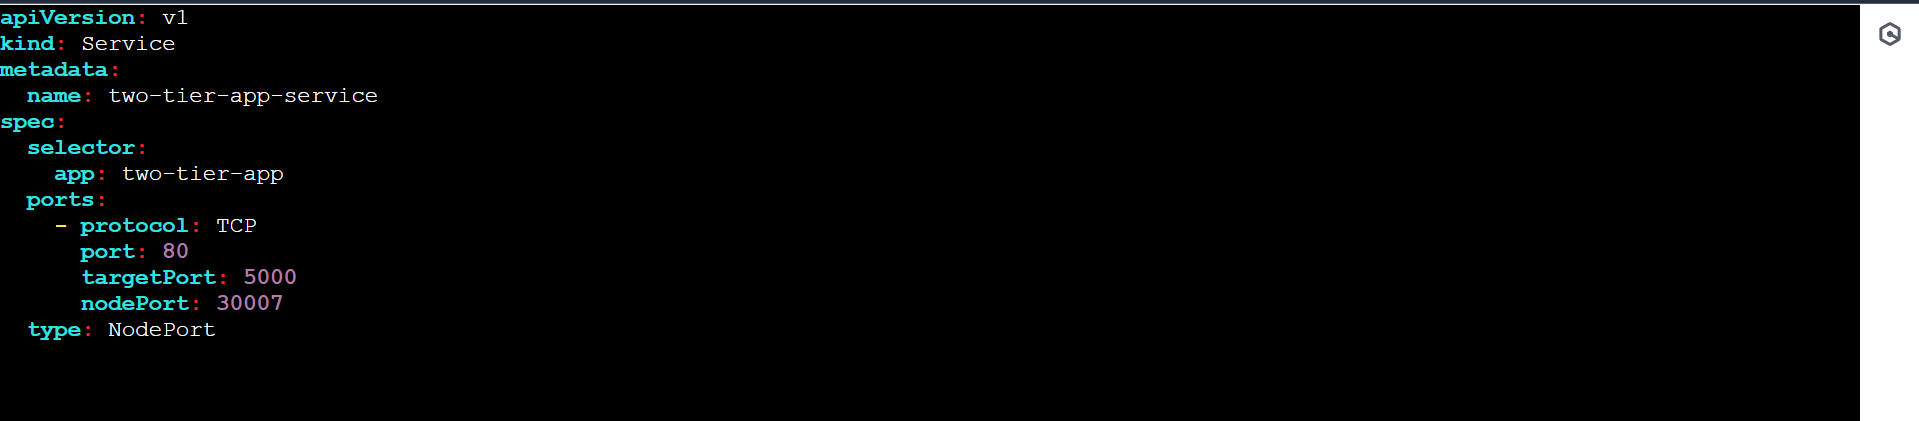 apiVersion: v1
kind: Service
metadata:
  name: two-tier-app-service
spec:
  selector:
    app: two-tier-app
  ports:
    - protocol: TCP
      port: 80
      targetPort: 5000
      nodePort: 30007
  type: NodePort